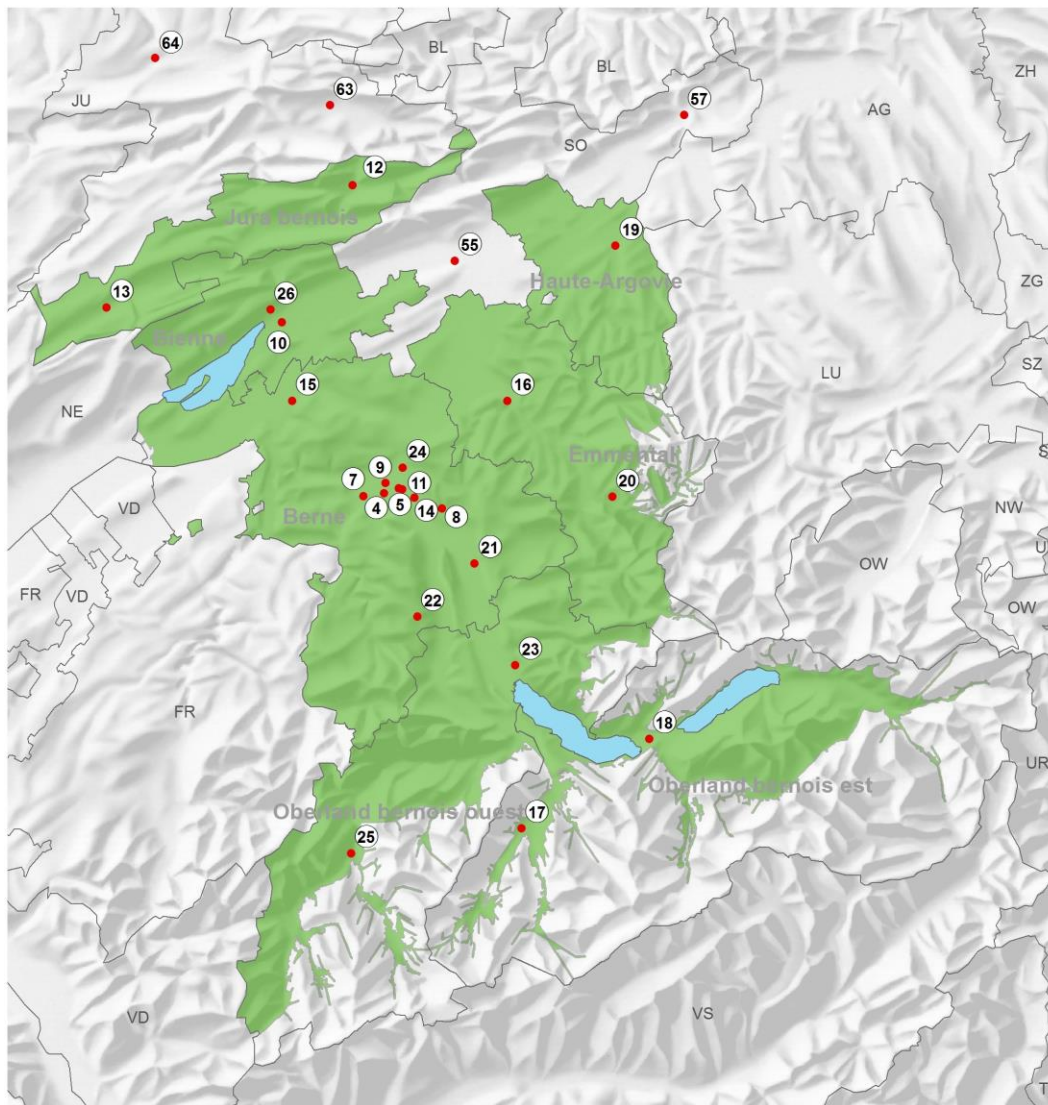 64
BL
BL
ZH
63
JU
57
AG
SO
12
Jura bernois
19
55
Haute-Argovie
ZG
13
26
Bienne
10
SZ
LU
15
16
NE
24
Emmental
9
11
20
7
VD
NW
Berne
4
5
14
8
21
OW
FR
VD
OW
22
23
FR
18
UR
Oberland bernois est
Oberland bernois ouest
17
25
VS
VD